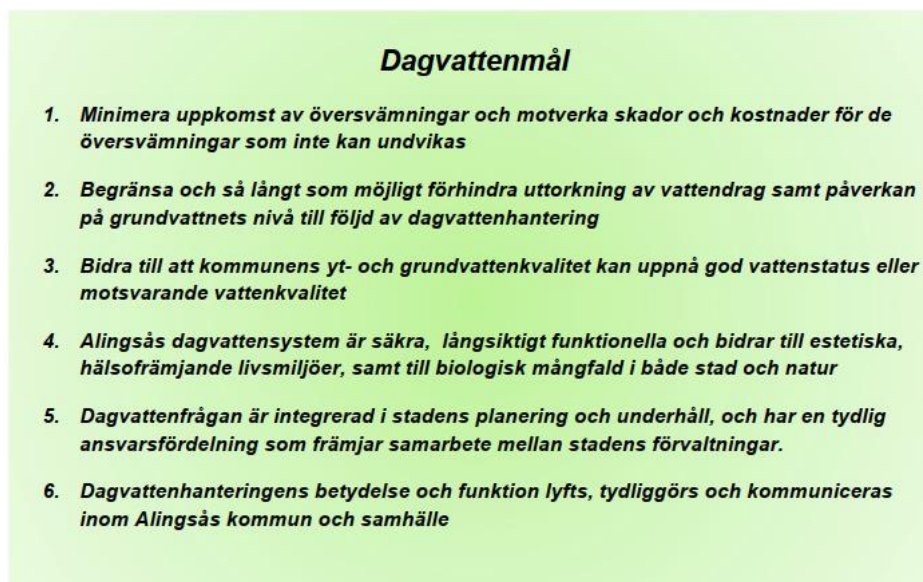 Dagvattenmål
1. Minimera uppkomst av översvämningar och motverka skador och kostnader för de
översvämningar som inte kan undvikas
2. Begränsa och så långt som möjligt förhindra uttorkning av vattendrag samt påverkan
på grundvattnets nivå till följd av dagvattenhantering
3. Bidra till att kommunens yt- och grundvattenkvalitet kan uppnå god vattenstatus eller
motsvarande vattenkvalitet
4. Alingsås dagvattensystem är säkra, långsiktigt funktionella och bidrar till estetiska,
hälsofrämjande livsmiljöer, samt till biologisk mångfald i både stad och natur
5. Dagvattenfrågan är integrerad i stadens planering och underhåll, och har en tydlig
ansvarsfördelning som främjar samarbete mellan stadens förvaltningar.
6. Dagvattenhanteringens betydelse och funktion lyfts, tydliggörs och kommuniceras
inom Alingsås kommun och samhälle